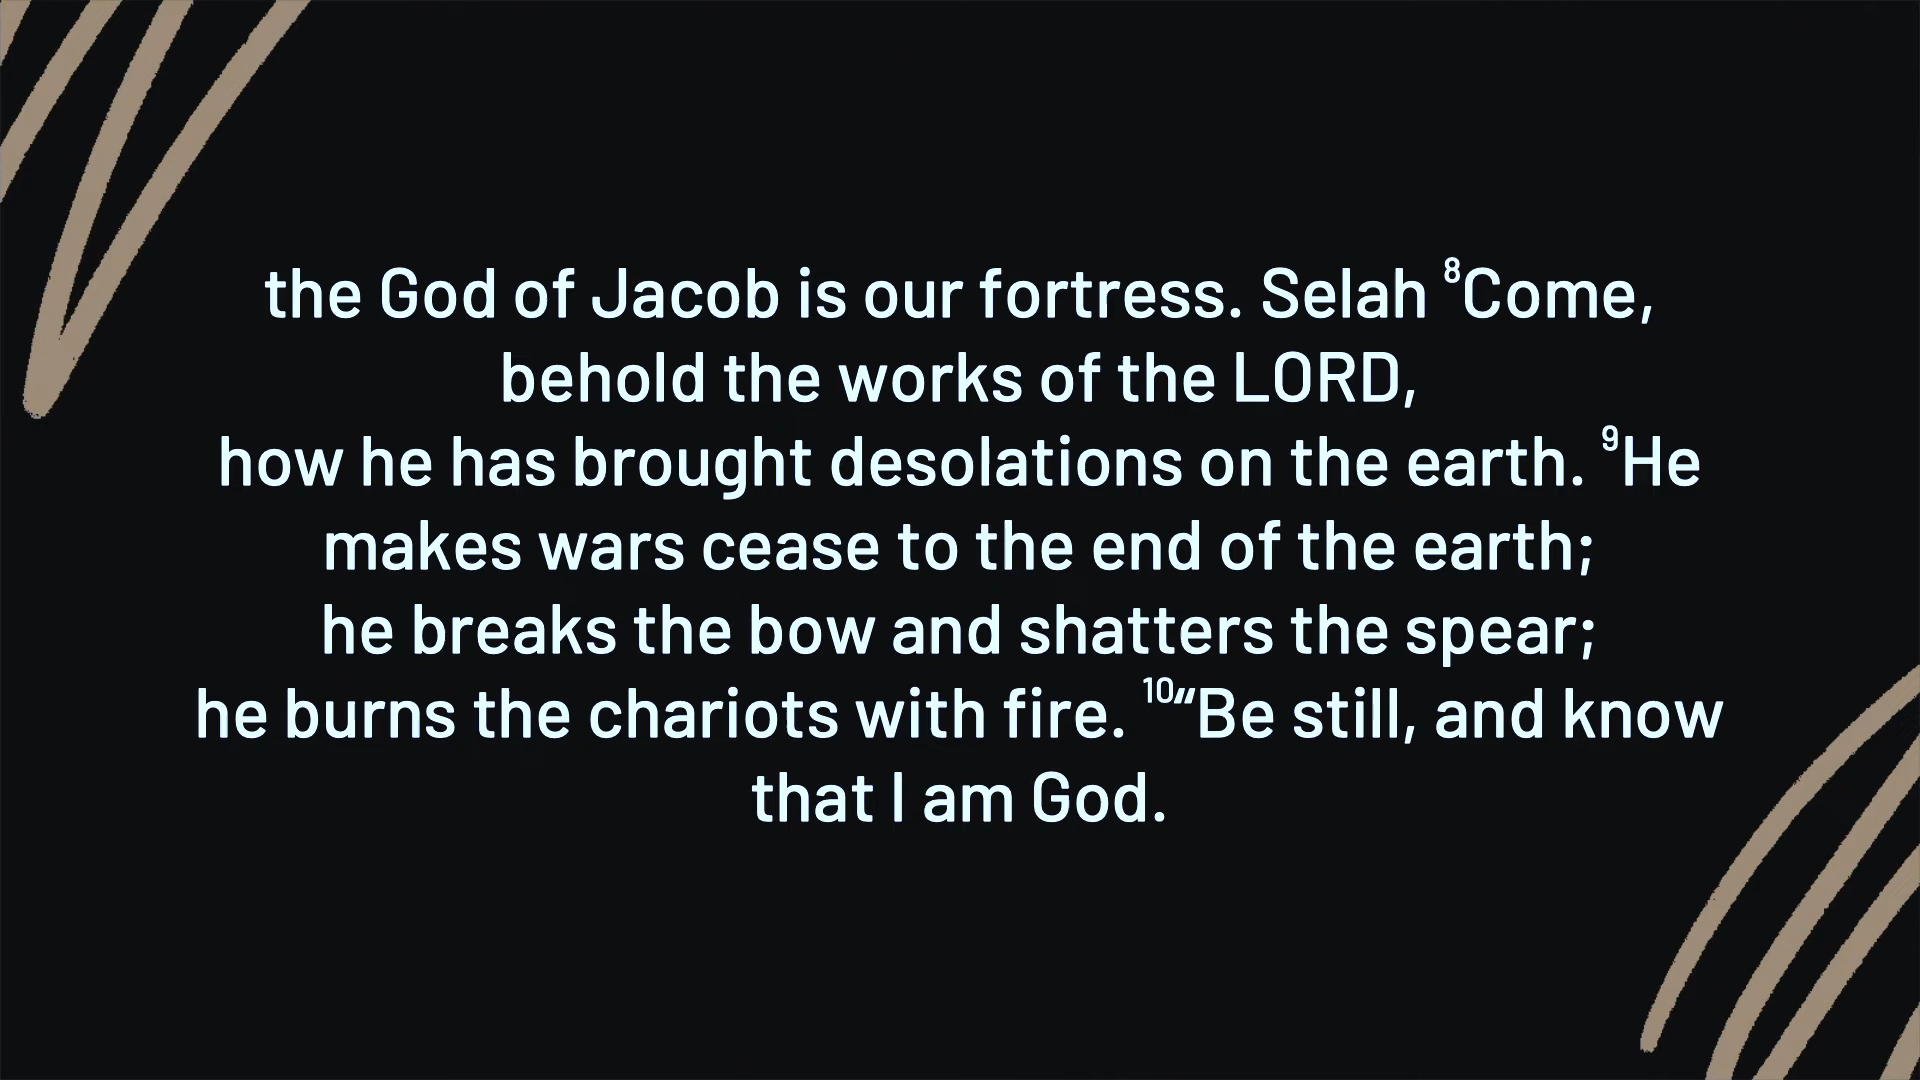 the God of Jacob is our fortress. Selah ⁸Come,
behold the works of the LORD,
how he has brought desolations on the earth. ⁹He
makes wars cease to the end of the earth;
he breaks the bow and shatters the spear;
he burns the chariots with fire. ¹⁰“Be still, and know
that I am God.